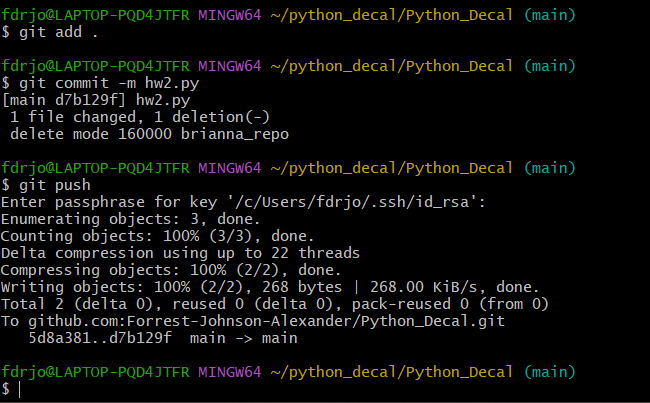 fdrjo@LAPTOP-PQD4JTFR MINGW64 ~/python_decal/Python_Decal (main)
$ git add .
fdrjo@LAPTOP-PQD4JTFR MINGW64 ~/python_decal/Python_Decal (main)
$ git commit -m hw2.py
[main d7b129f] hw2.py
 1 file changed, 1 deletion(-)
 delete mode 160000 brianna_repo
fdrjo@LAPTOP-PQD4JTFR MINGW64 ~/python_decal/Python_Decal (main)
$ git push
Enter passphrase for key '/c/Users/fdrjo/.ssh/id_rsa':
Enumerating objects: 3, done.
Counting objects: 100% (3/3), done.
Delta compression using up to 22 threads
Compressing objects: 100% (2/2), done.
Writing objects: 100% (2/2), 268 bytes | 268.00 KiB/s, done.
Total 2 (delta 0), reused 0 (delta 0), pack-reused 0 (from 0)
To github.com:Forrest-Johnson-Alexander/Python_Decal.git
   5d8a381..d7b129f  main -> main
fdrjo@LAPTOP-PQD4JTFR MINGW64 ~/python_decal/Python_Decal (main)
$